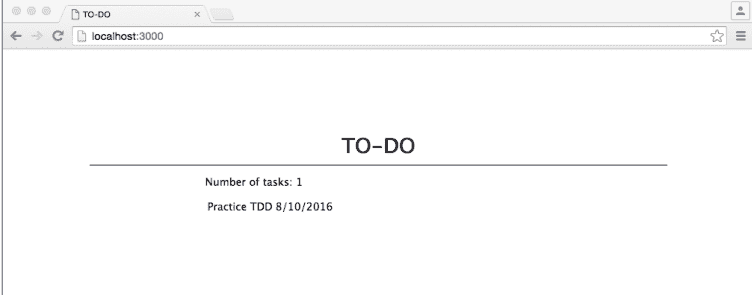 TO-DO
localhost:3000
TO-DO
Number of tasks: 1
Practice TDD 8/10/2016